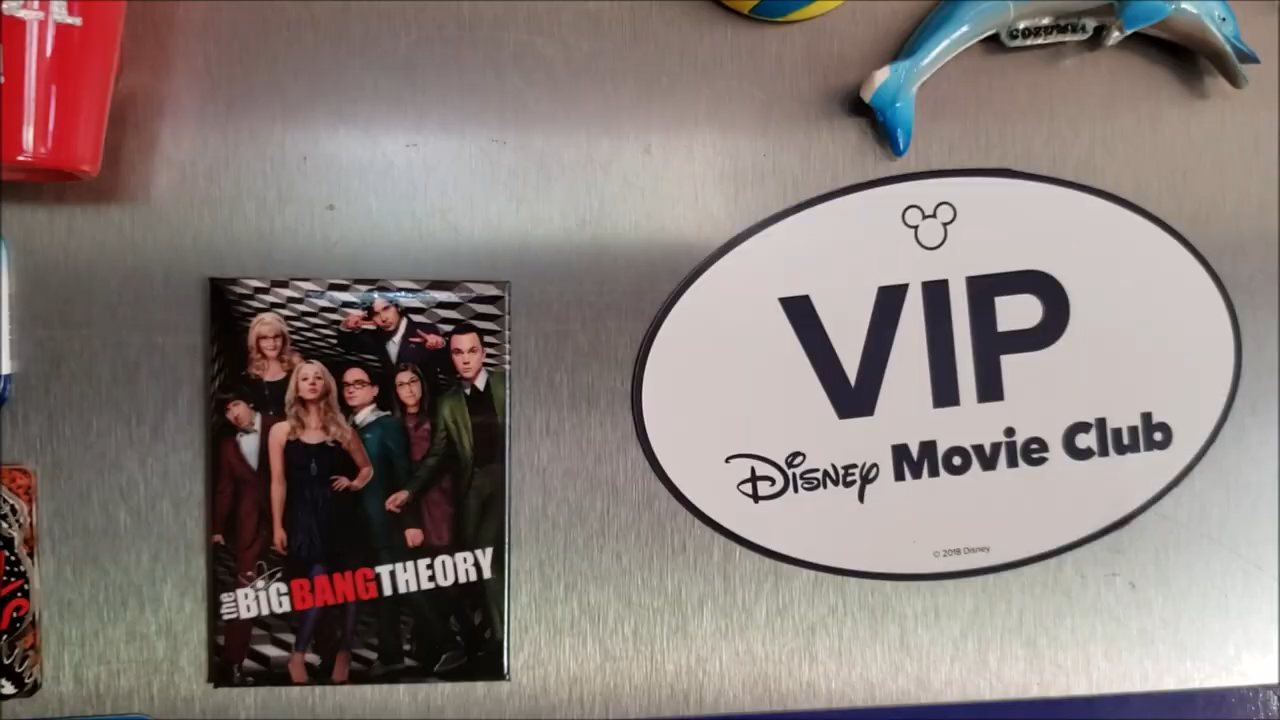 COZUMEL
VIP
Disney Movie Club
© 2018 Disney
the BiG BANG THEORY